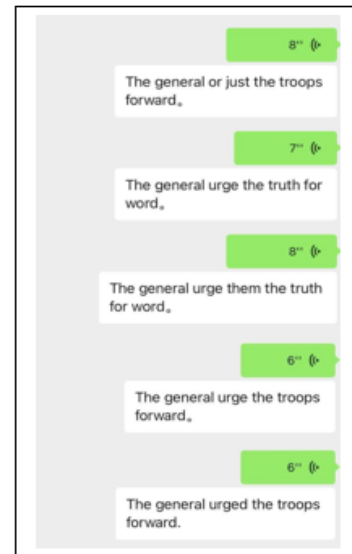 8"
The general or just the troops
forward。
7"
The general urge the truth for
word。
8"
The general urge them the truth
for word。
6"
The general urge the troops
forward。
6"
The general urged the troops
forward.